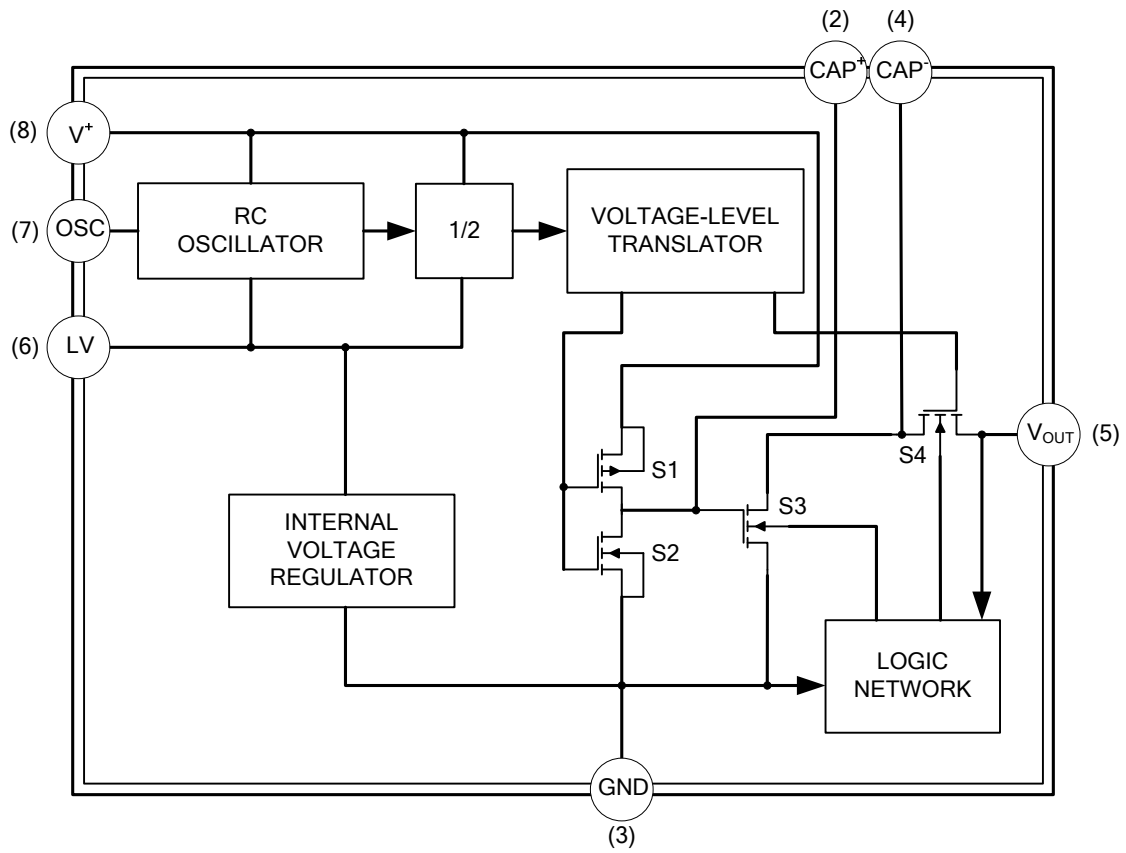 (2)
(4)
CAP+
CAP-
(8)
V+
(7)
OSC
RC
OSCILLATOR
1/2
VOLTAGE-LEVEL
TRANSLATOR
(6)
LV
VOUT
(5)
S4
S1
S3
S2
INTERNAL
VOLTAGE
REGULATOR
LOGIC
NETWORK
GND
(3)